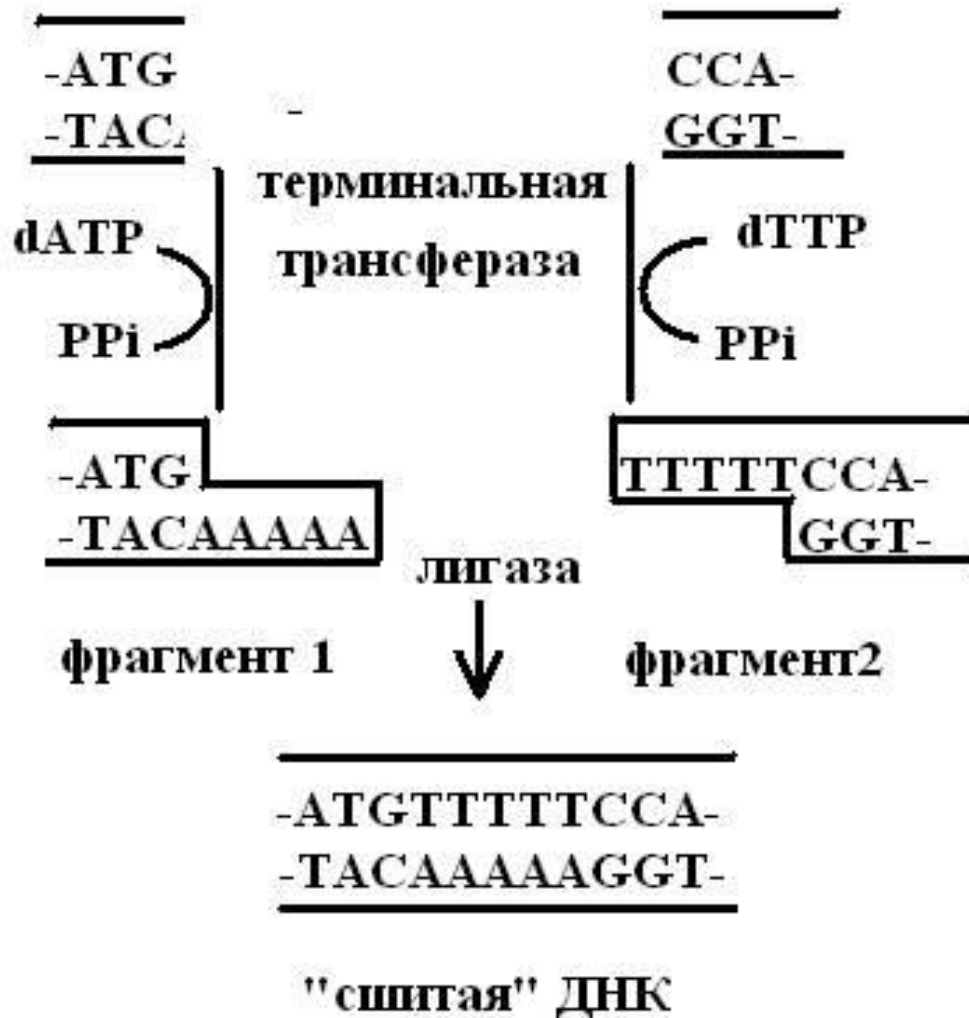 -ATG CCA-
-TACA GGT-
-
терминальная
трансфераза
dATP dTTP
PPi PPi
-ATG TTTTTCCA-
-TACAAAAA GGT-
лигаза
фрагмент 1 фрагмент2
-ATGTTTTTCCA-
-TACAAAAAGGT-
"сшитая" ДНК